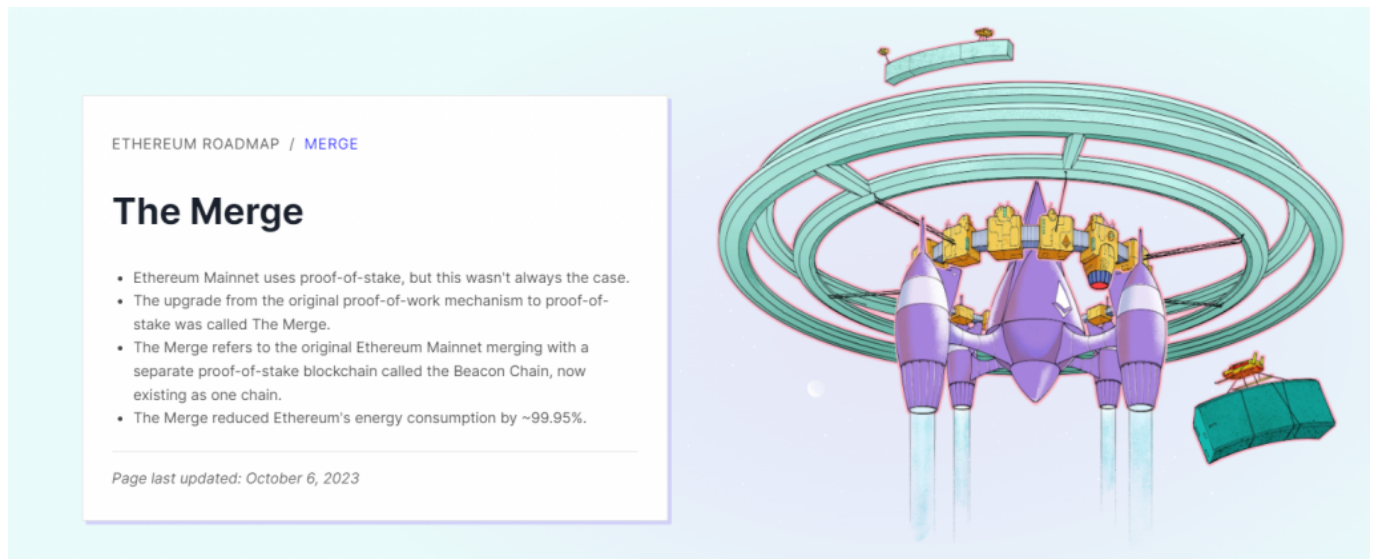 ETHEREUM ROADMAP / MERGE
The Merge
• Ethereum Mainnet uses proof-of-stake, but this wasn't always the case.
• The upgrade from the original proof-of-work mechanism to proof-of-
stake was called The Merge.
• The Merge refers to the original Ethereum Mainnet merging with a
separate proof-of-stake blockchain called the Beacon Chain, now
existing as one chain.
• The Merge reduced Ethereum's energy consumption by ~99.95%.
Page last updated: October 6, 2023